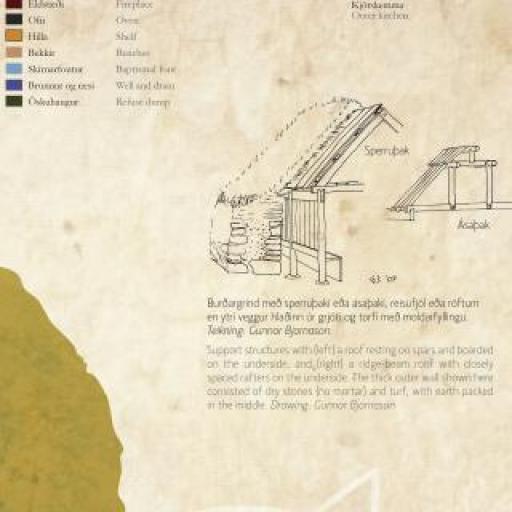 Eldstæði Fireplace
Ofn Oven
Hilla Shelf
Bekkir Benches
Skírnarfontur Baptismal font
Brunnur og ræsi Well and drain
Öskuhaugur Refuse dump
Outer kitchen
Sperruþak
Ásaþak
Burðargrind með sperruþaki eða ásaþaki, reisufjöl eða röftum
en ytri veggur hlaðinn úr grjóti og torfi með moldarfyllingu.
Teikning: Gunnar Bjarnason.
Support structures with (left) a roof resting on spars and boarded
on the underside, and (right) a ridge-beam roof with closely
spaced rafters on the underside. The thick outer wall shown here
consisted of dry stones (no mortar) and turf, with earth packed
in the middle. Drawing: Gunnar Bjarnason